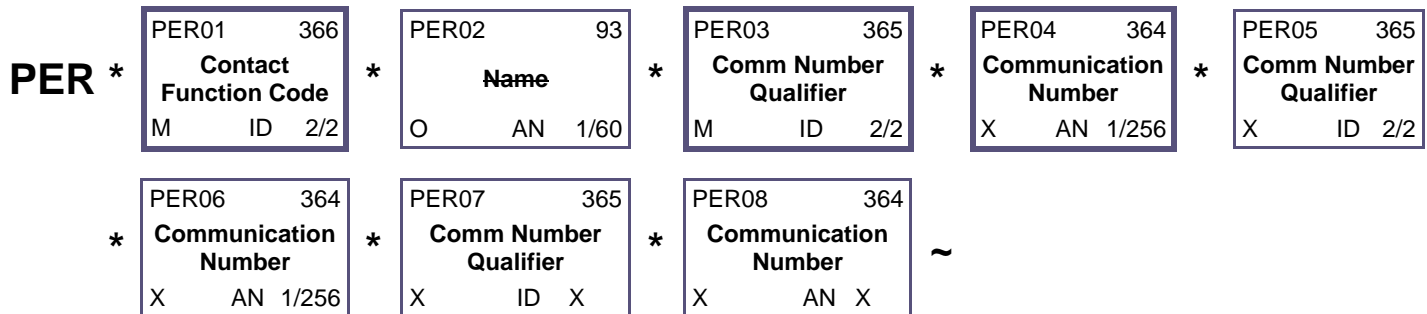 PER * PER01 366 * PER02 93 * PER03 365 * PER04 364 * PER05 365
Contact Function Code Name Comm Number Qualifier Communication Number Comm Number Qualifier
M ID 2/2 O AN 1/60 M ID 2/2 X AN 1/256 X ID 2/2
* PER06 364 * PER07 365 * PER08 364 ~
Communication Number Comm Number Qualifier Communication Number
X AN 1/256 X ID X X AN X